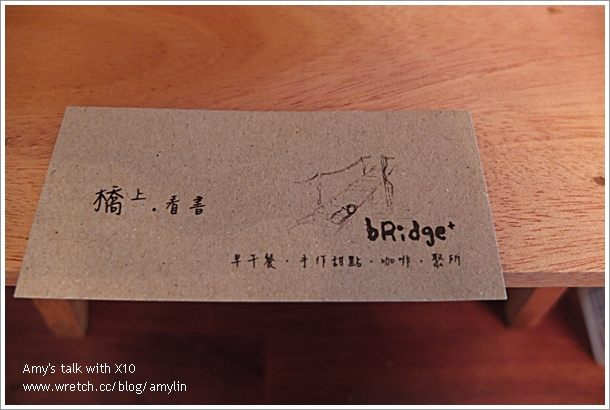 橋上.看書
bRidge+
早午餐.手作甜點.咖啡.聚所
Amy's talk with X10
www.wretch.cc/blog/amylin